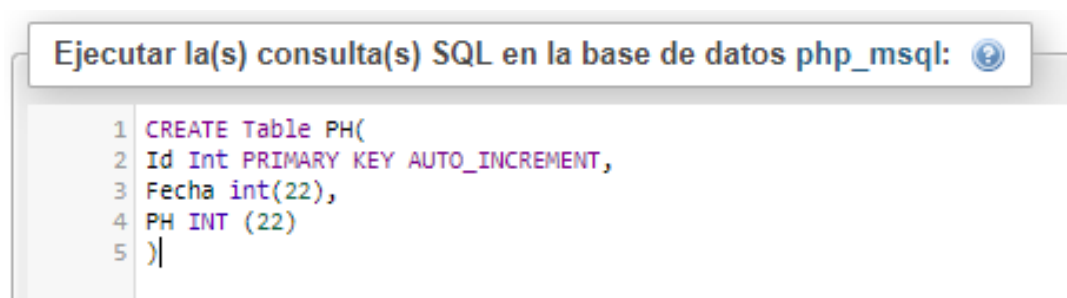 Ejecutar la(s) consulta(s) SQL en la base de datos php_msql:
1 CREATE Table PH(
2 Id Int PRIMARY KEY AUTO_INCREMENT,
3 Fecha int(22),
4 PH INT (22)
5 )